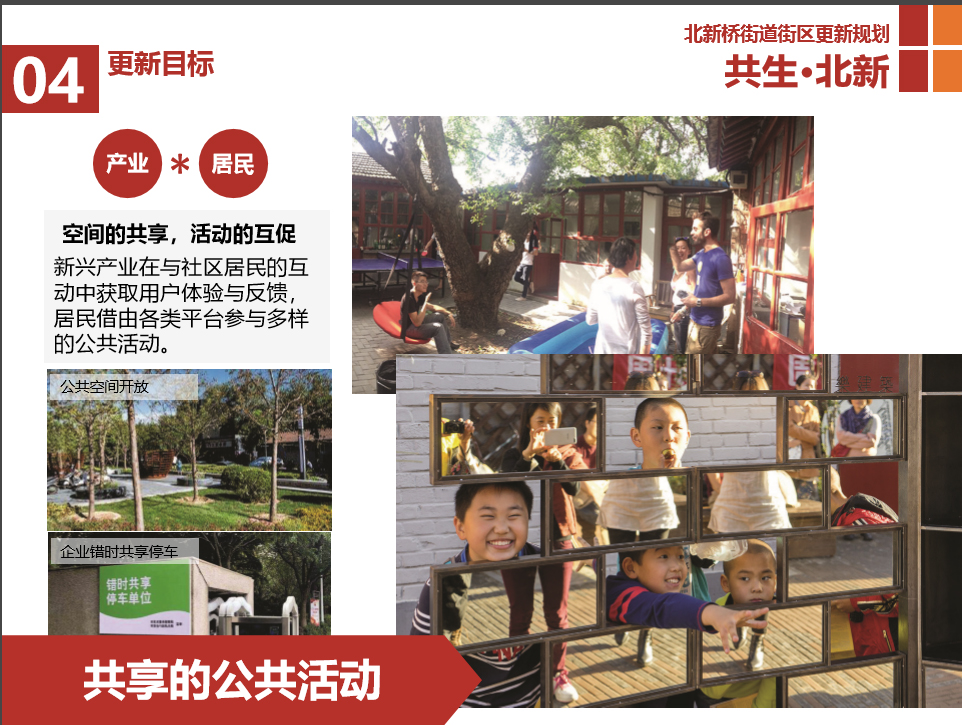 北新桥街道街区更新规划
共生·北新
04
更新目标
产业 * 居民
空间的共享，活动的互促
新兴产业在与社区居民的互
动中获取用户体验与反馈，
居民借由各类平台参与多样
的公共活动。
公共空间开放
企业错时共享停车
错时共享
停车单位
共享的公共活动